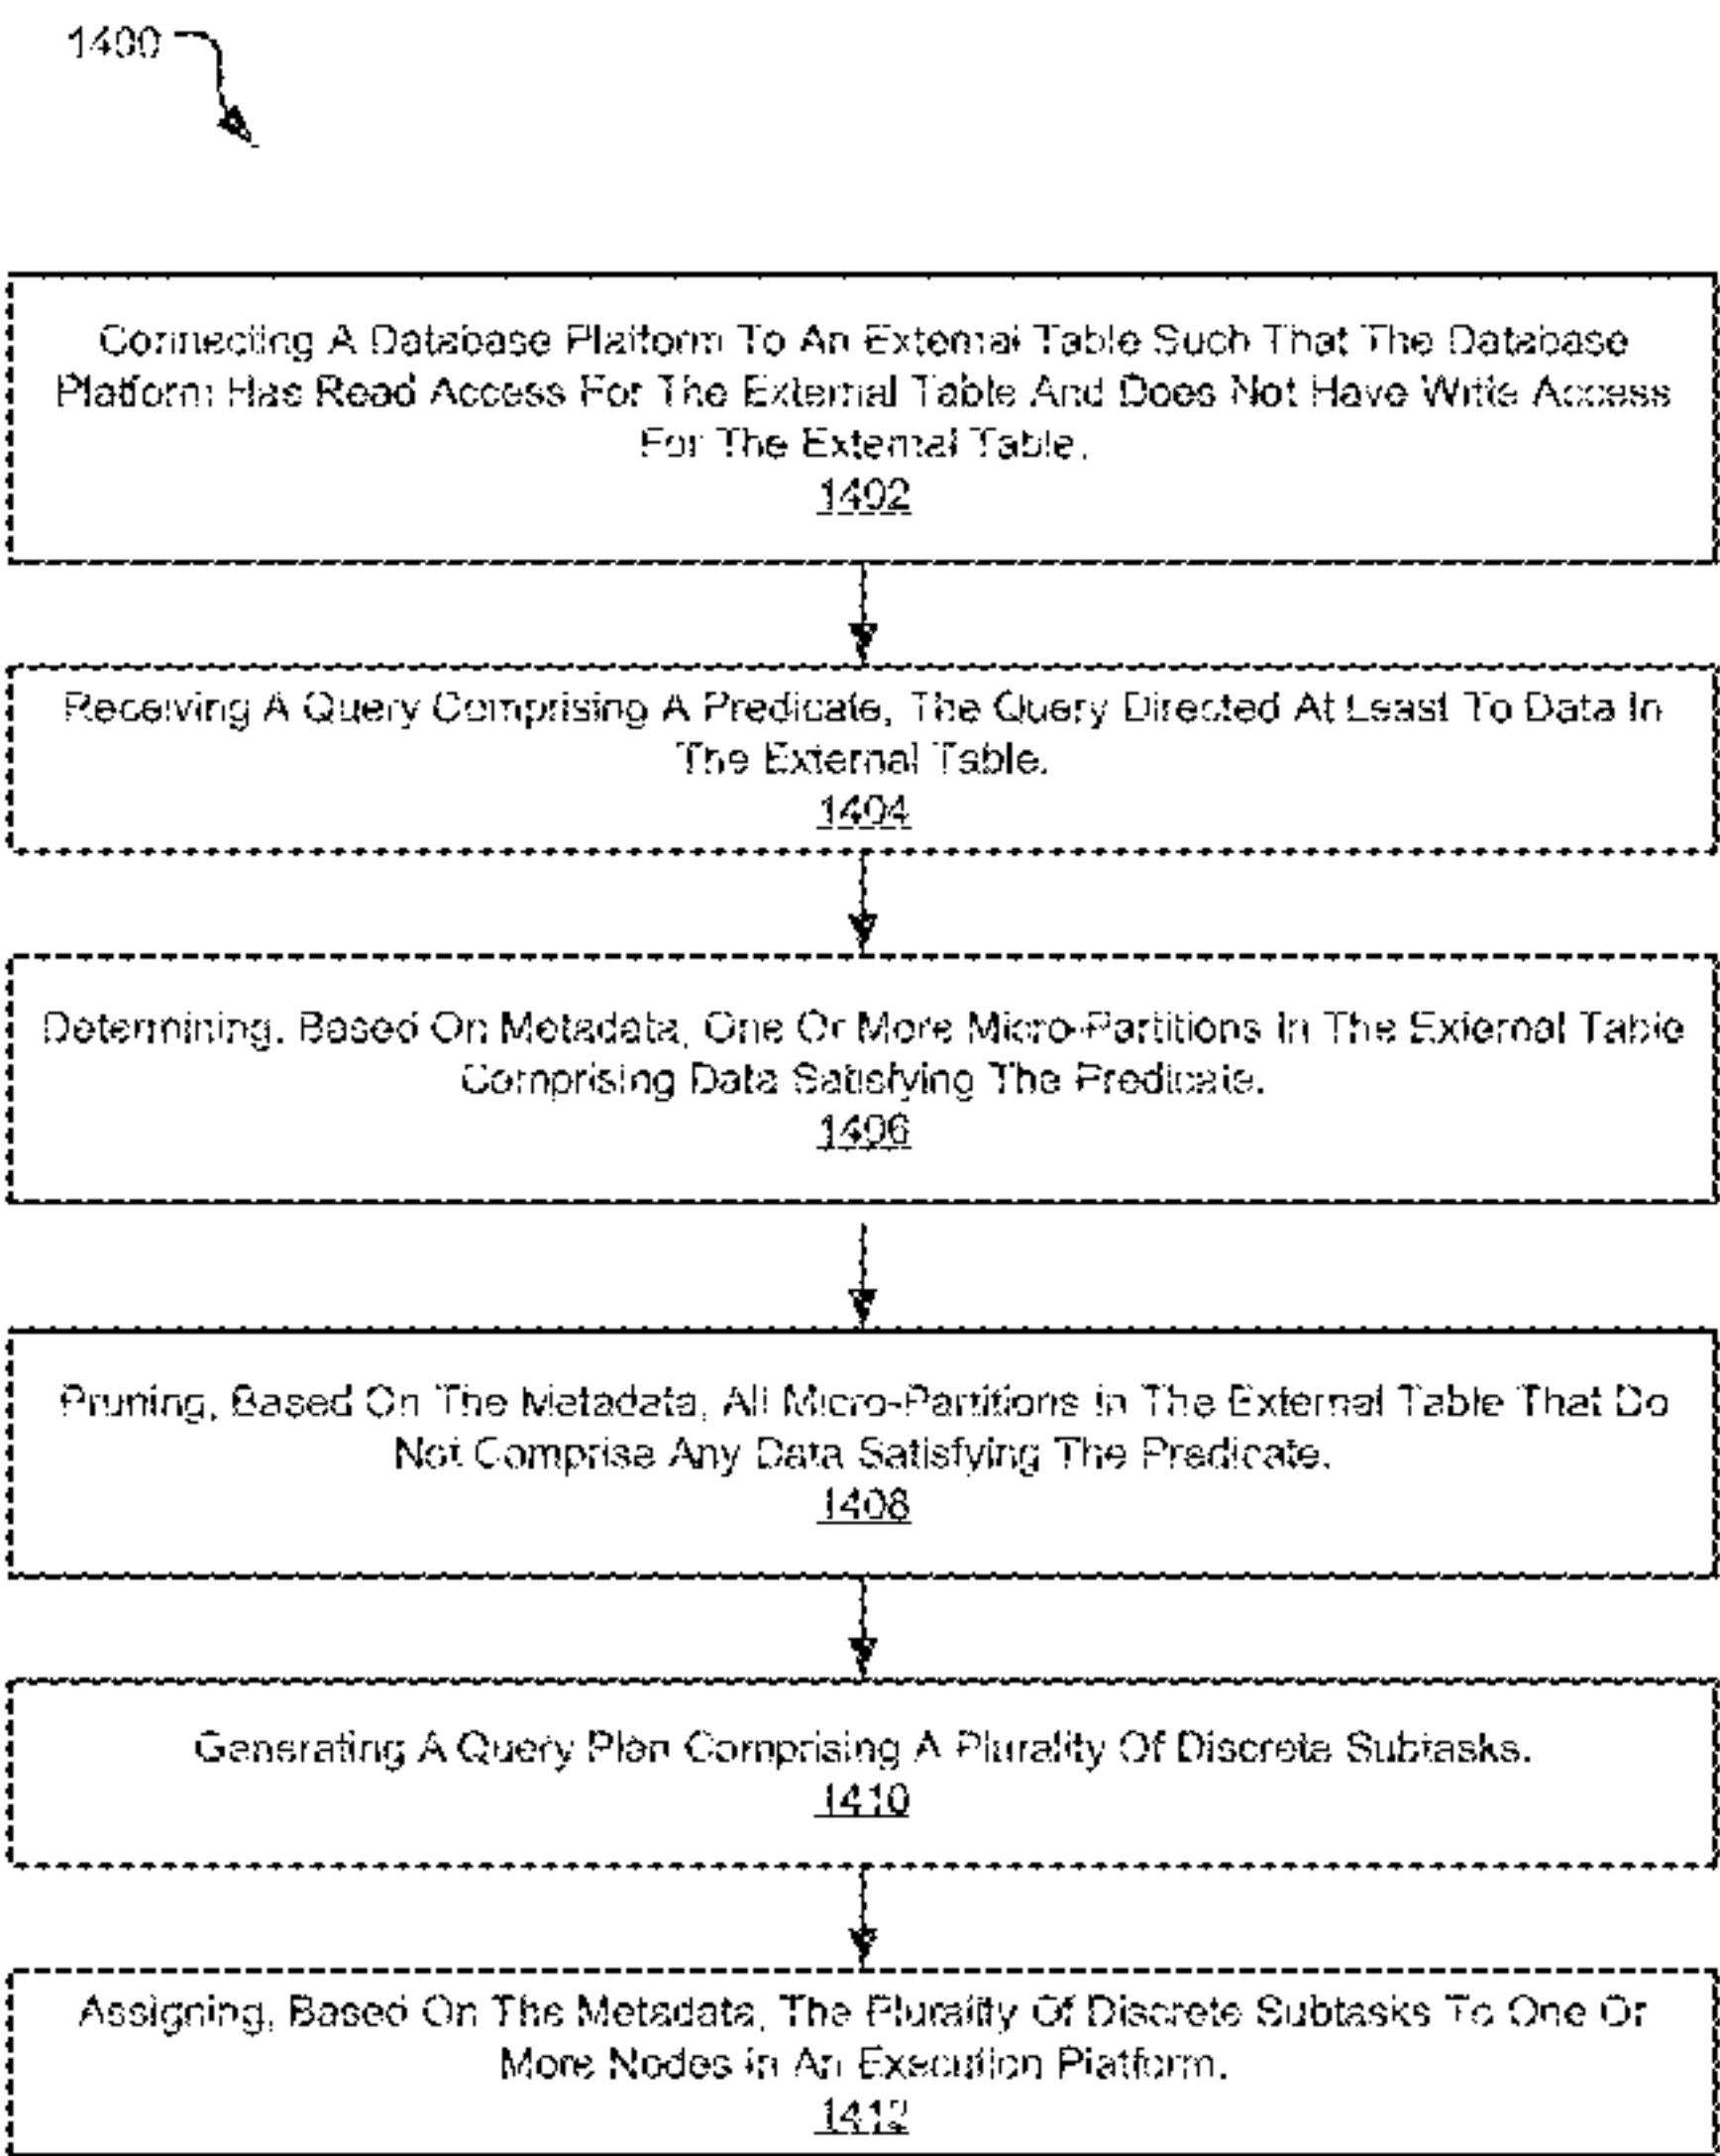 1400
Connecting A Database Platform To An External Table Such That The Database
Platform Has Read Access For The External Table And Does Not Have Write Access
For The External Table.
1402
Receiving A Query Comprising A Predicate, The Query Directed At Least To Data In
The External Table.
1404
Determining, Based On Metadata, One Or More Micro-Partitions In The External Table
Comprising Data Satisfying The Predicate.
1406
Pruning, Based On The Metadata, All Micro-Partitions In The External Table That Do
Not Comprise Any Data Satisfying The Predicate.
1408
Generating A Query Plan Comprising A Plurality Of Discrete Subtasks.
1410
Assigning, Based On The Metadata, The Plurality Of Discrete Subtasks To One Or
More Nodes In An Execution Platform.
1412